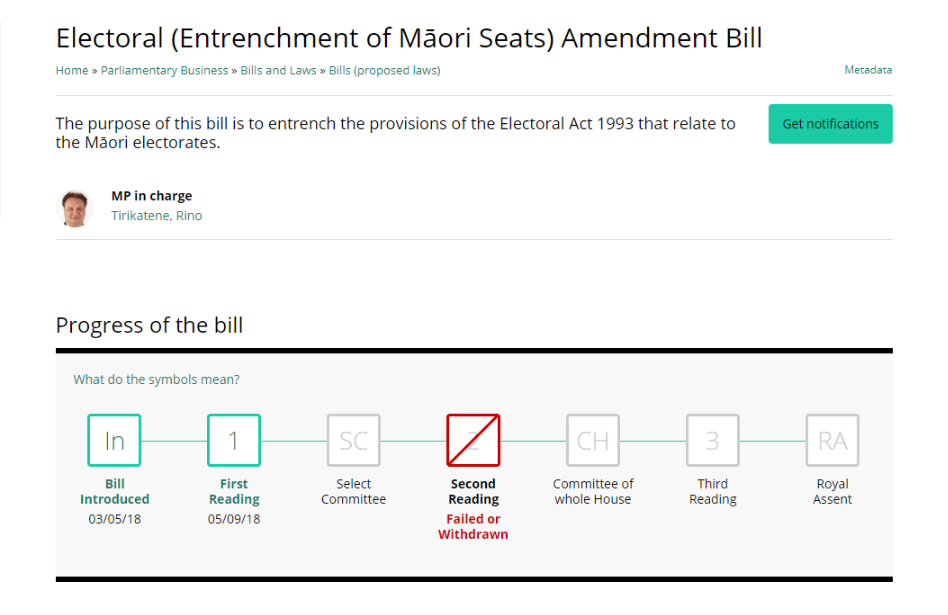 Electoral (Entrenchment of Māori Seats) Amendment Bill
Home » Parliamentary Business » Bills and Laws » Bills (proposed laws)
Metadata
The purpose of this bill is to entrench the provisions of the Electoral Act 1993 that relate to
the Māori electorates.
Get notifications
MP in charge
Tirikatene, Rino
Progress of the bill
What do the symbols mean?
In 1 SC 2 CH 3 RA
Bill Introduced
03/05/18
First Reading
05/09/18
Select Committee
Second Reading
Failed or Withdrawn
Committee of whole House
Third Reading
Royal Assent